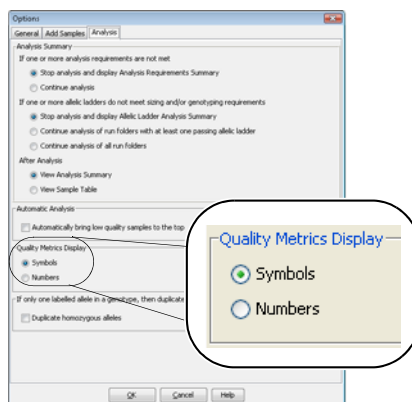 Options
General Add Samples Analysis
Analysis Summary
If one or more analysis requirements are not met
Stop analysis and display Analysis Requirements Summary
Continue analysis
If one or more allelic ladders do not meet sizing and/or genotyping requirements
Stop analysis and display Allelic Ladder Analysis Summary
Continue analysis of run folders with at least one passing allelic ladder
Continue analysis of all run folders
After Analysis
View Analysis Summary
View Sample Table
Automatic Analysis
Automatically bring low quality samples to the top
Quality Metrics Display
Symbols
Numbers
If only one labelled allele in a genotype, then duplicate
Duplicate homozygous alleles
Quality Metrics Display
Symbols
Numbers
OK Cancel Help